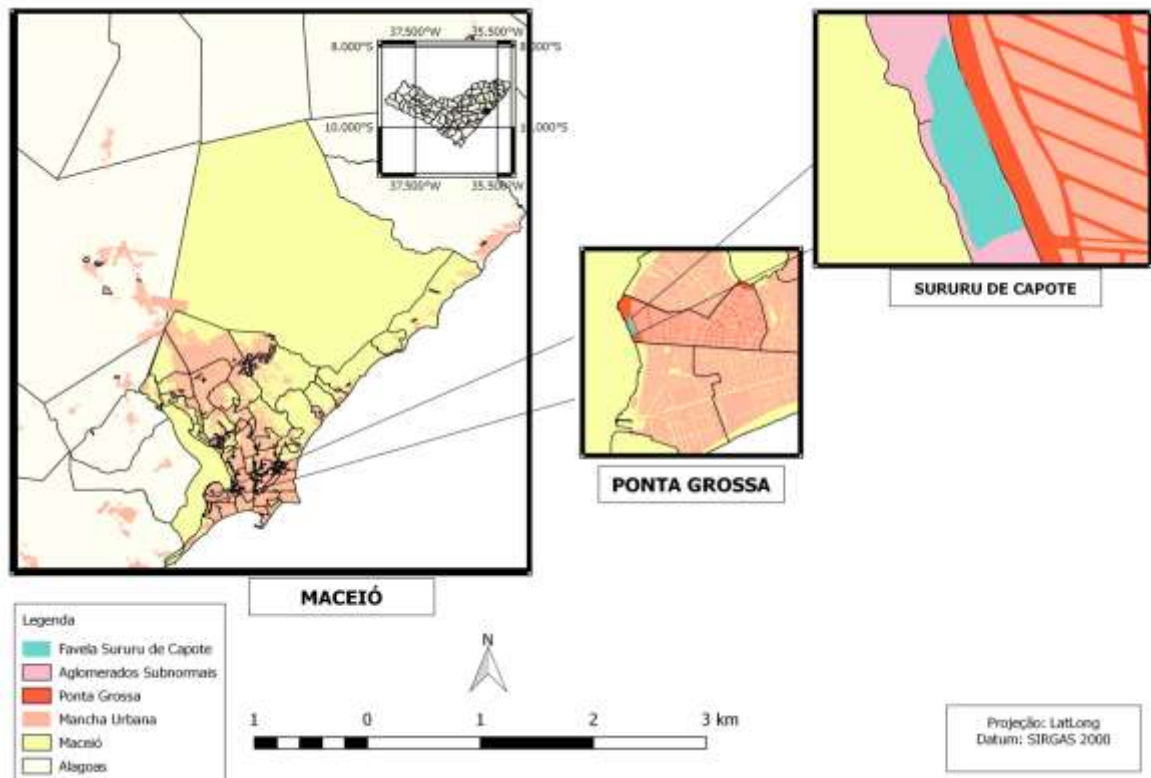 37.500°W 35.500°W
8.000°S
8.000°S
10.000°S
10.000°S
37.500°W 35.500°W
SURURU DE CAPOTE
PONTA GROSSA
MACEIÓ
Legenda
Favela Sururu de Capote
Aglomerados Subnormais
Ponta Grossa
Mancha Urbana
Maceió
Alagoas
N
1 0 1 2 3 km
Projeção: LatLong
Datum: SIRGAS 2000